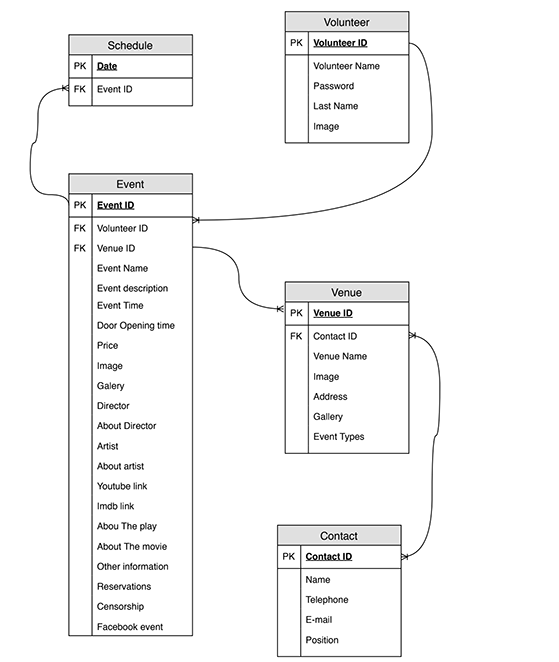 Schedule
PK Date
FK Event ID
Volunteer
PK Volunteer ID
Volunteer Name
Password
Last Name
Image
Event
PK Event ID
FK Volunteer ID
FK Venue ID
Event Name
Event description
Event Time
Door Opening time
Price
Image
Galery
Director
About Director
Artist
About artist
Youtube link
Imdb link
Abou The play
About The movie
Other information
Reservations
Censorship
Facebook event
Venue
PK Venue ID
FK Contact ID
Venue Name
Image
Address
Gallery
Event Types
Contact
PK Contact ID
Name
Telephone
E-mail
Position